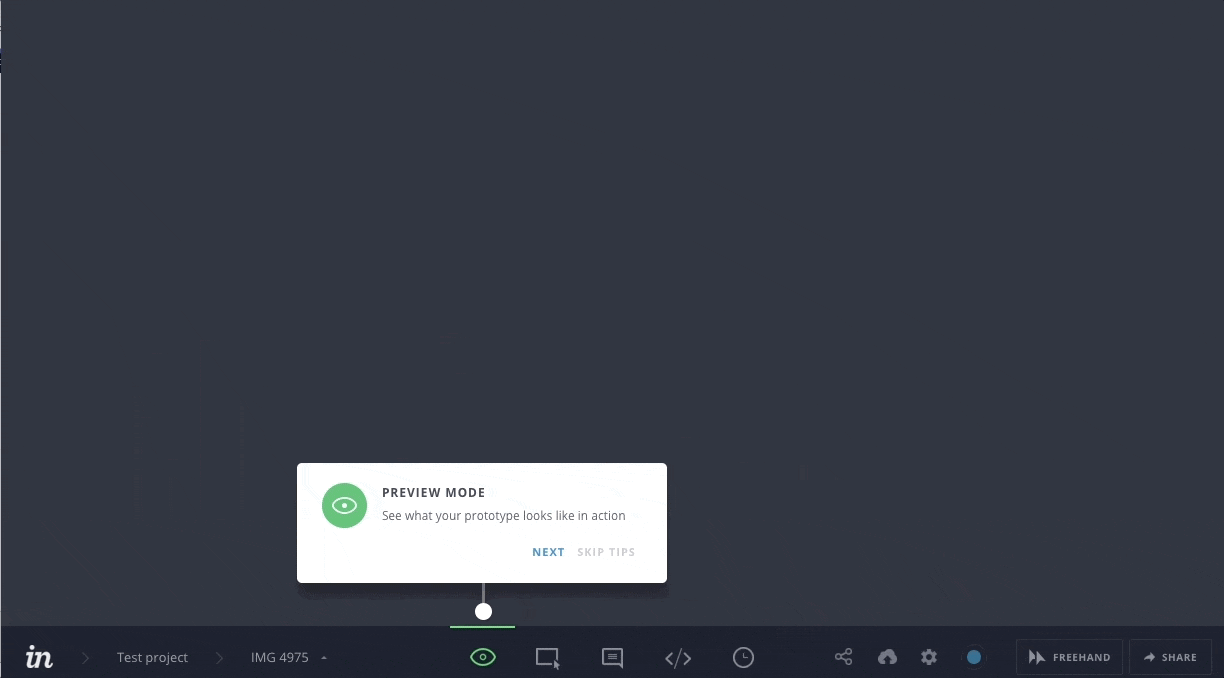 PREVIEW MODE
See what your prototype looks like in action
NEXT SKIP TIPS
in Test project IMG 4975 FREEHAND SHARE